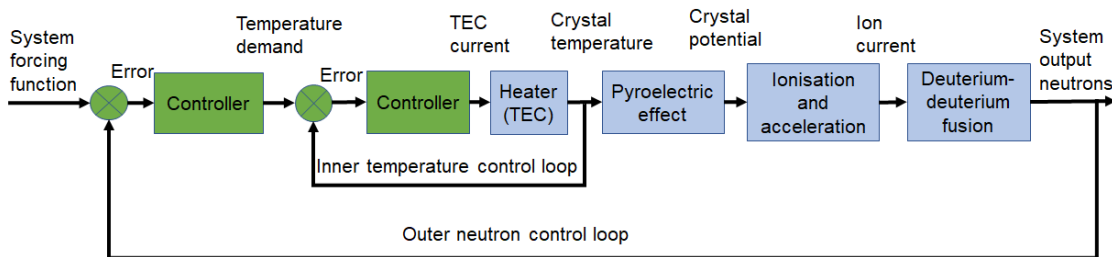 System
forcing
function
Error
Controller
Temperature
demand
Error
Controller
TEC
current
Heater
(TEC)
Crystal
temperature
Pyroelectric
effect
Crystal
potential
Ionisation
and
acceleration
Ion
current
Deuterium-
deuterium
fusion
System
output
neutrons
Inner temperature control loop
Outer neutron control loop